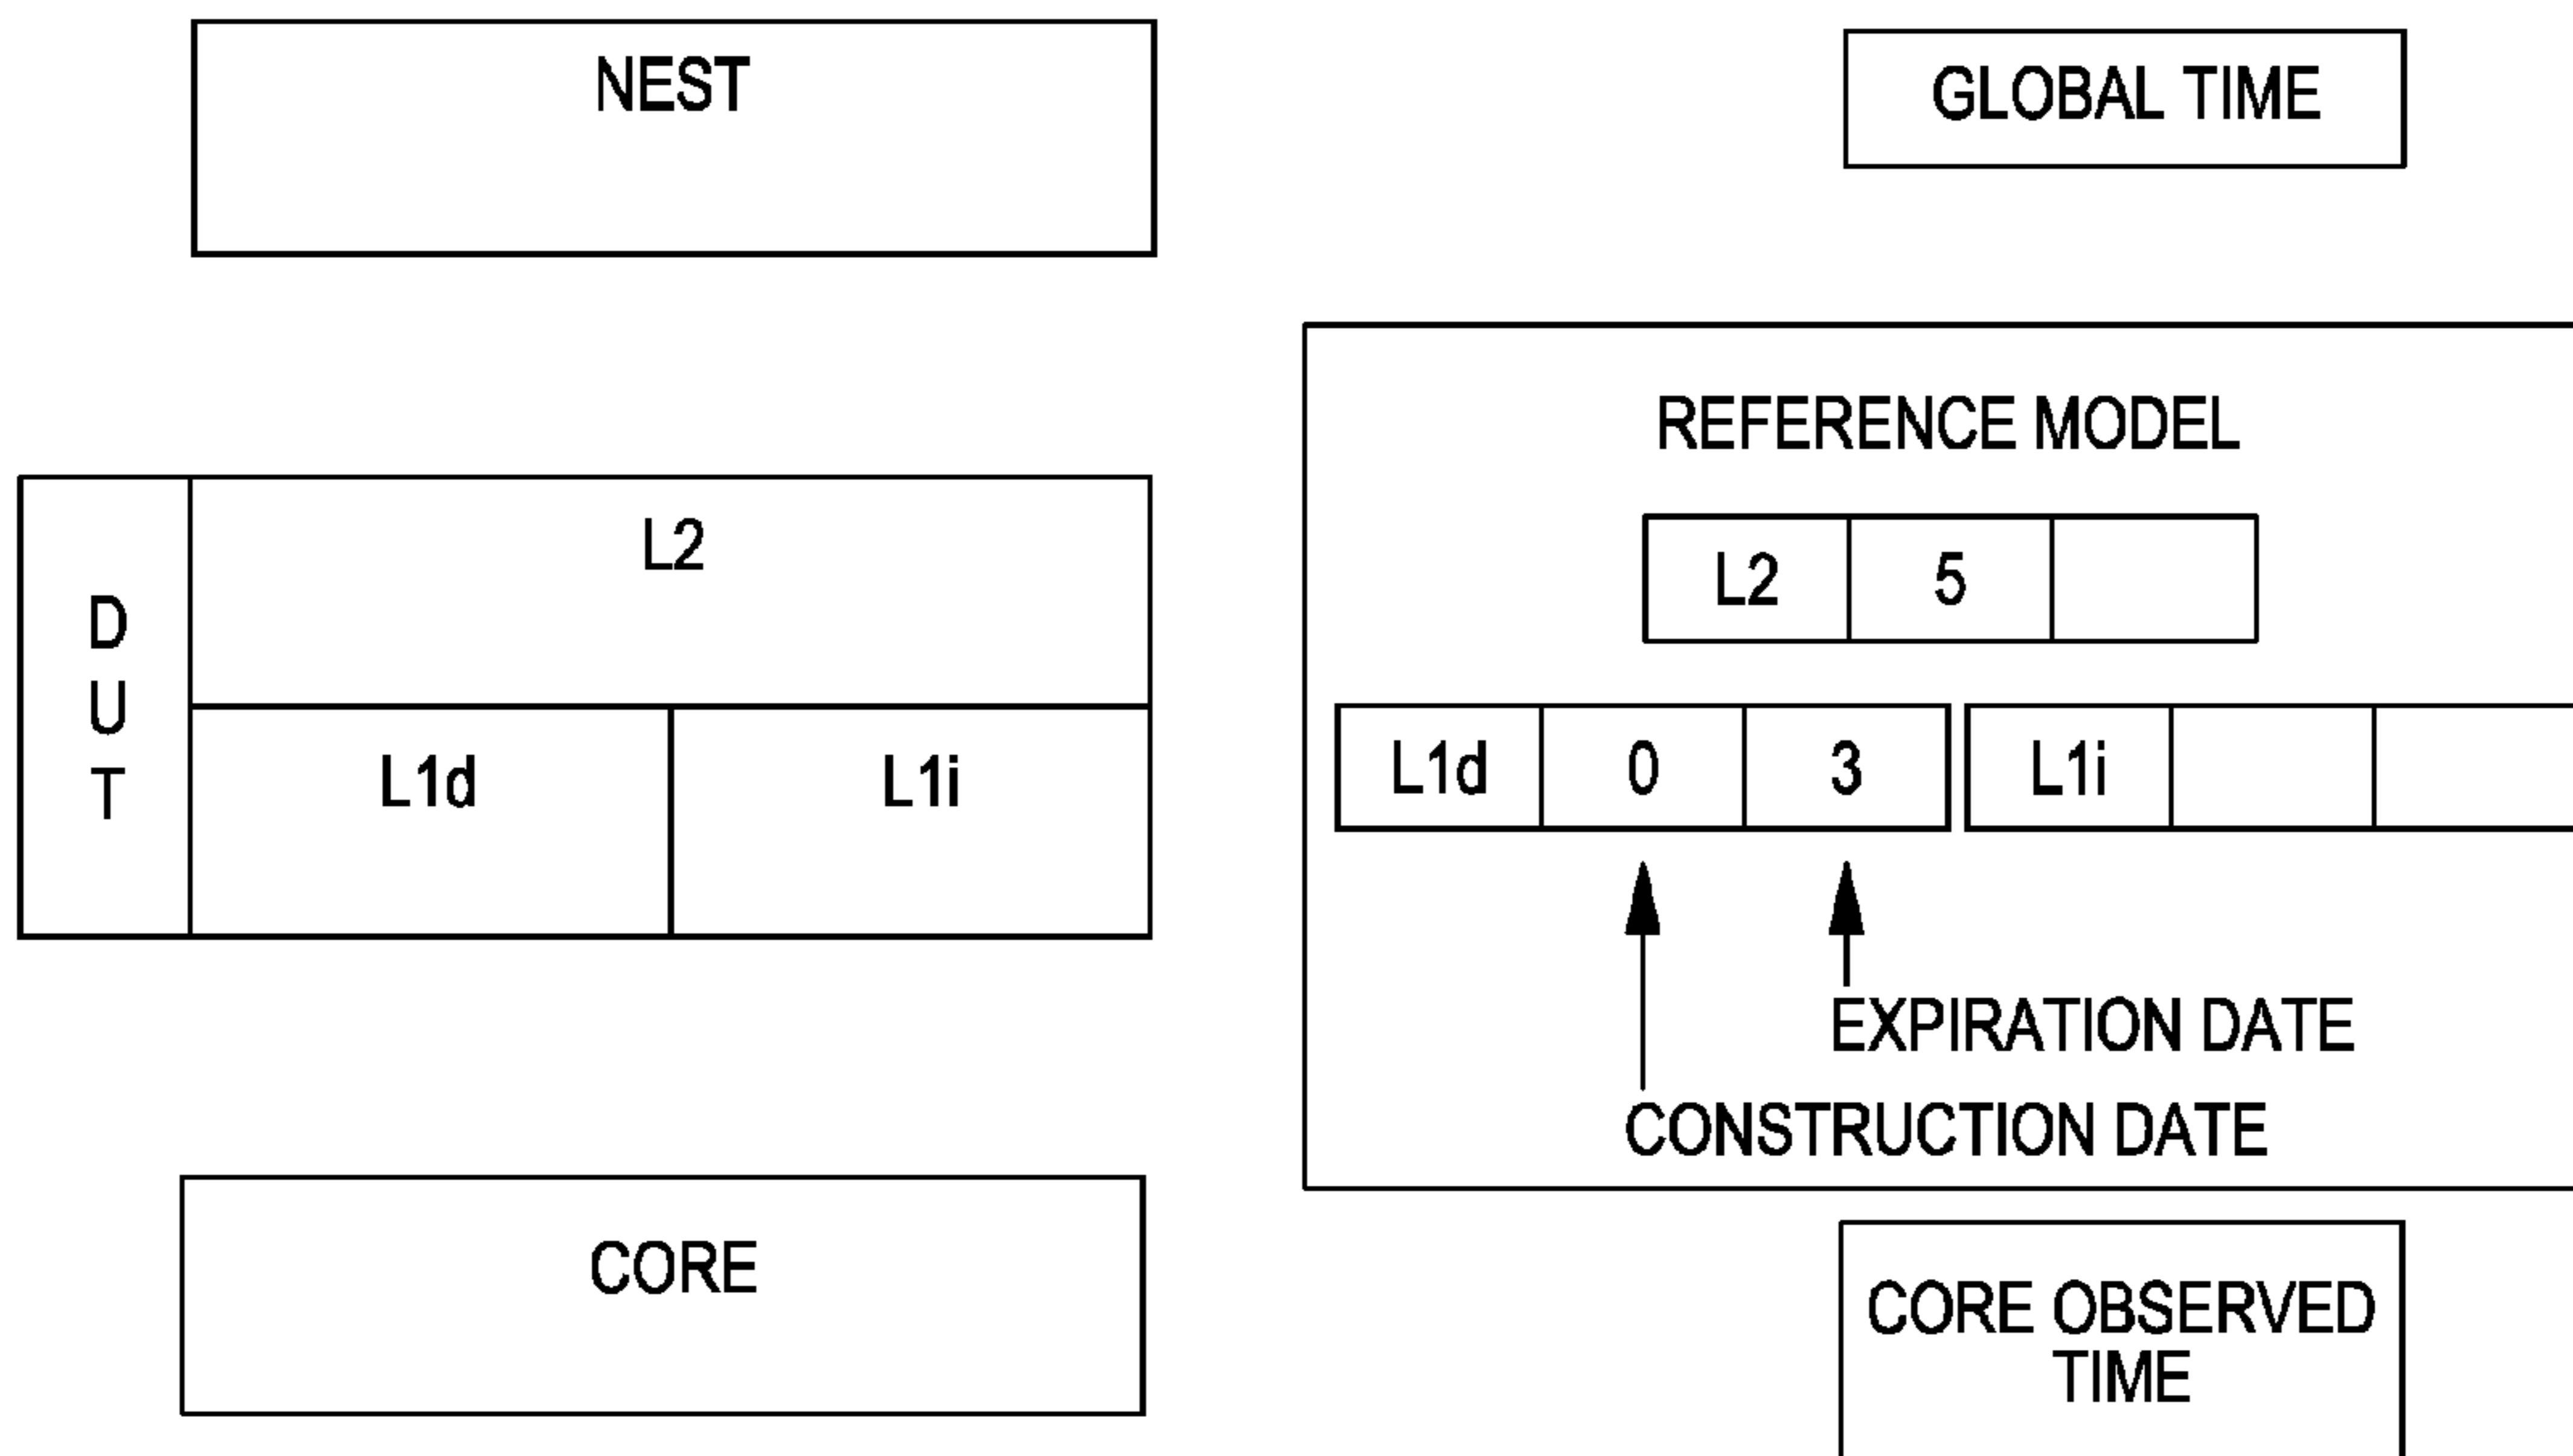 NEST
GLOBAL TIME
REFERENCE MODEL
L2 5
L1d 0 3 L1i
EXPIRATION DATE
CONSTRUCTION DATE
D
U
T
L2
L1d L1i
CORE
CORE OBSERVED
TIME